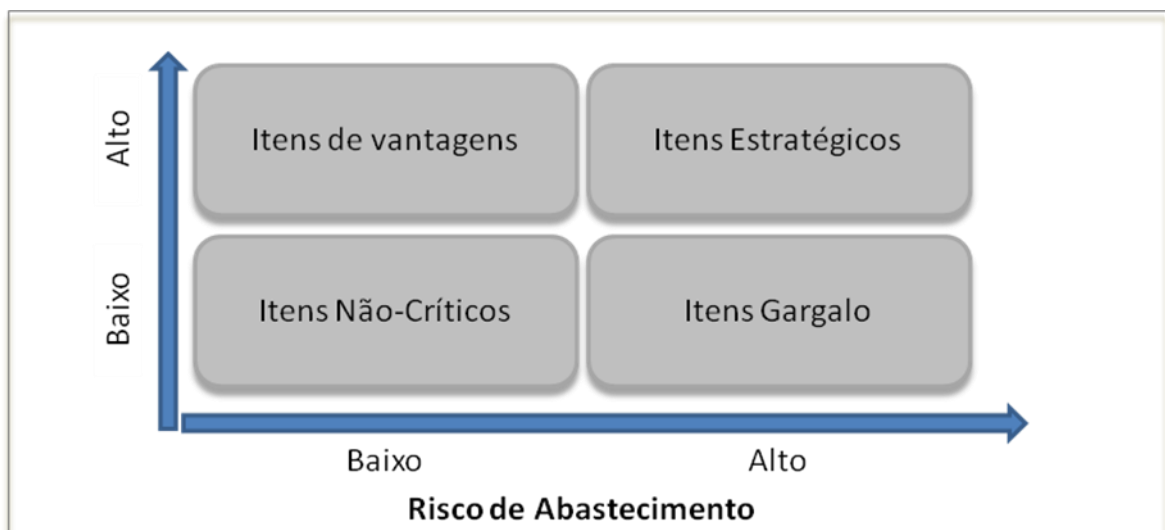 Alto
Itens de vantagens
Itens Estratégicos
Baixo
Itens Não-Críticos
Itens Gargalo
Baixo
Alto
Risco de Abastecimento